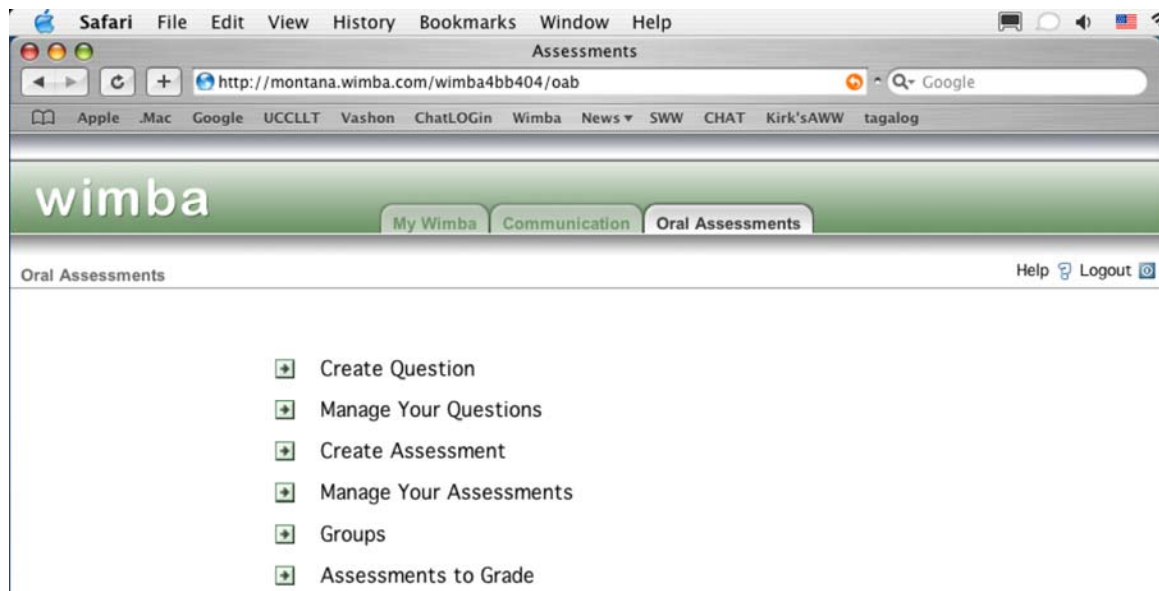 Safari File Edit View History Bookmarks Window Help
Assessments
http://montana.wimba.com/wimba4bb404/oab Google
Apple .Mac Google UCCLLT Vashon ChatLOGin Wimba News SWW CHAT Kirk'sAWW tagalog
wimba
My Wimba Communication Oral Assessments
Oral Assessments Help Logout
Create Question
Manage Your Questions
Create Assessment
Manage Your Assessments
Groups
Assessments to Grade